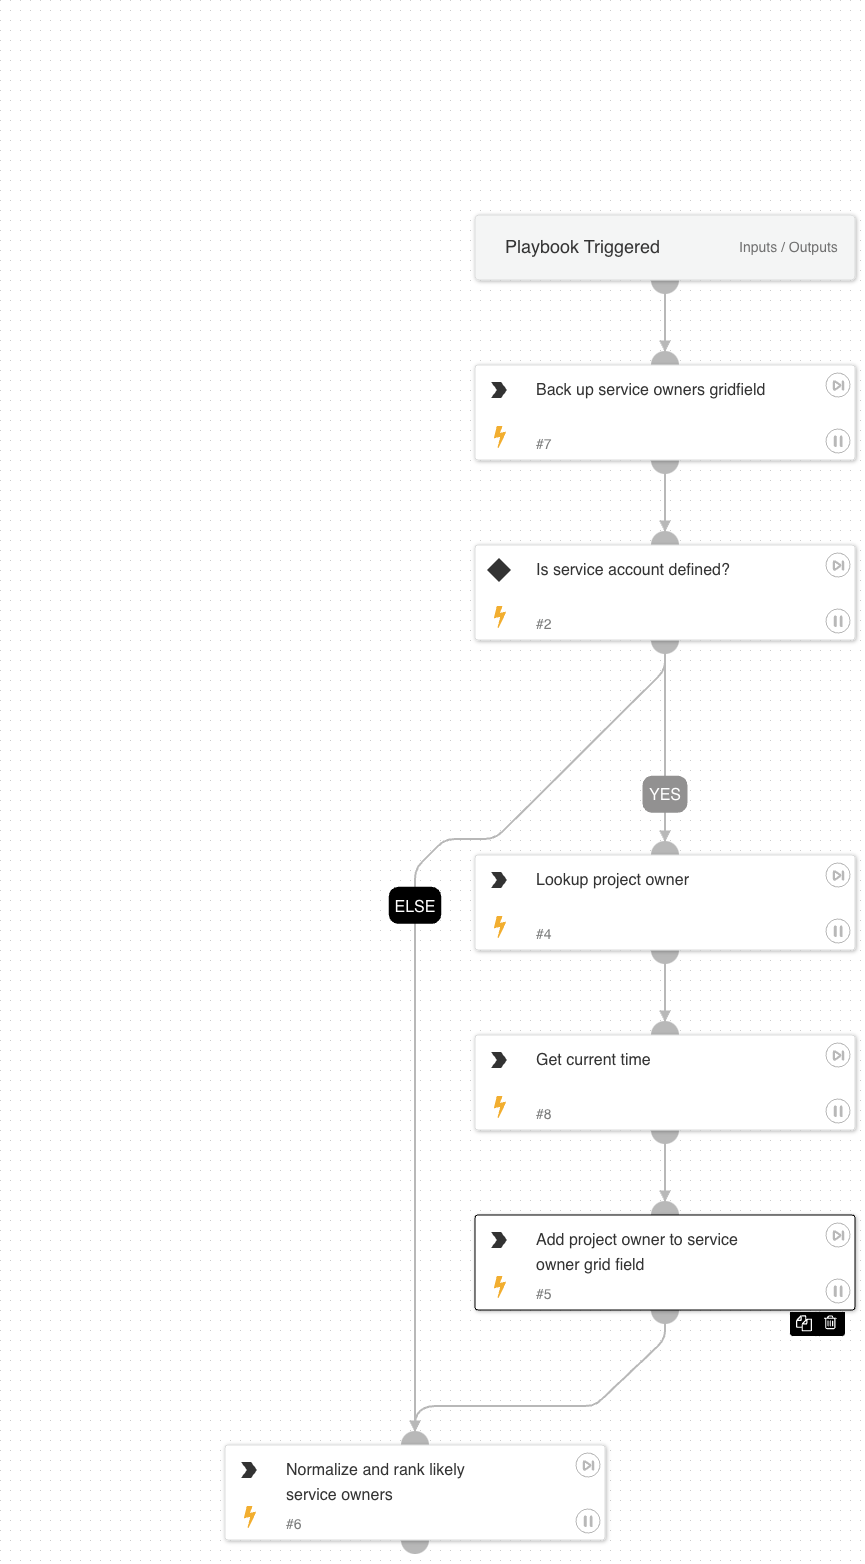 Playbook Triggered
Inputs / Outputs
Back up service owners gridfield
#7
Is service account defined?
#2
YES
Lookup project owner
ELSE
#4
Get current time
#8
Add project owner to service
owner grid field
#5
Normalize and rank likely
service owners
#6